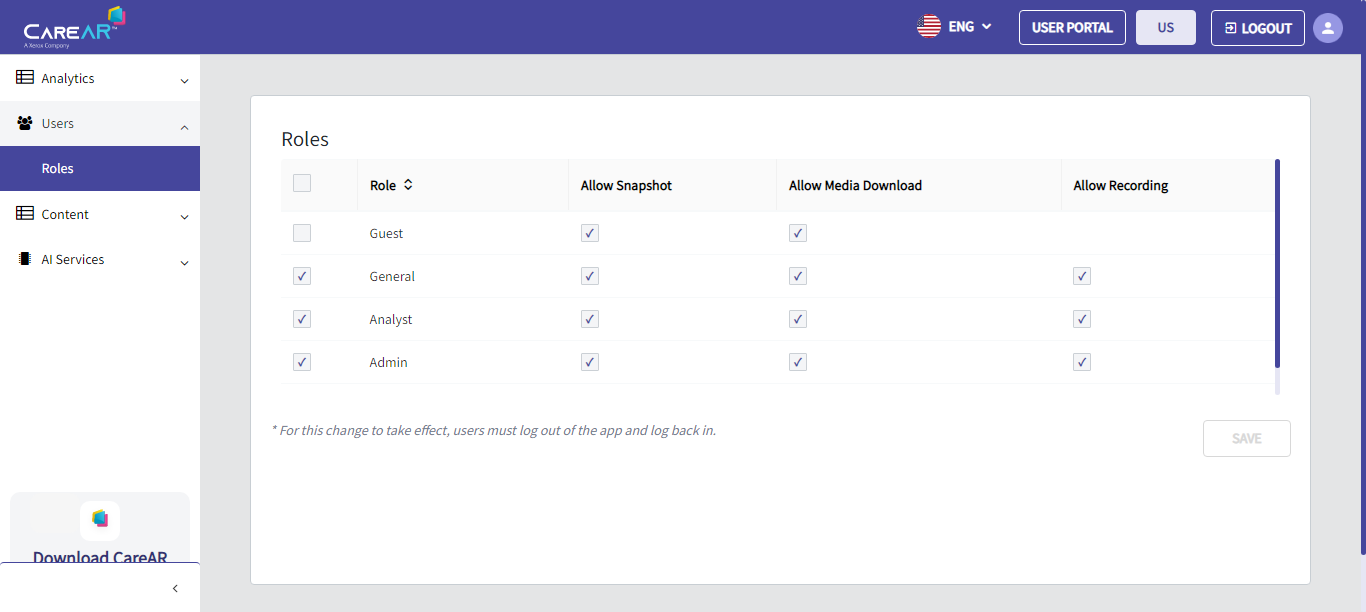 CAREAR™
A Xerox Company
ENG
USER PORTAL
US
LOGOUT
Analytics
Users
Roles
Content
AI Services
Download CareAR
Roles
Role Allow Snapshot Allow Media Download Allow Recording
Guest
General
Analyst
Admin
* For this change to take effect, users must log out of the app and log back in.
SAVE